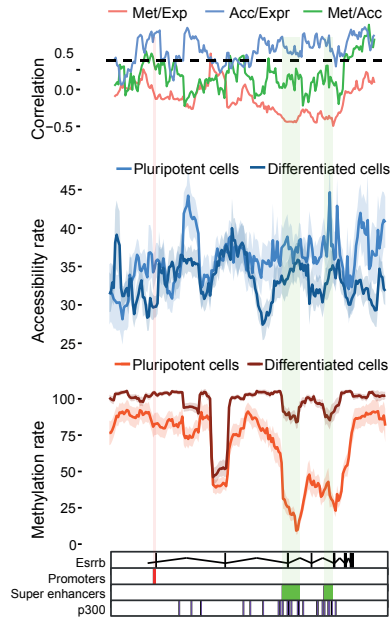 Met/Exp Acc/Expr Met/Acc
Correlation
0.5
0.0
−0.5
Pluripotent cells Differentiated cells
Accessibility rate
45
40
35
30
25
Pluripotent cells Differentiated cells
Methylation rate
100
75
50
25
0
Esrrb
Promoters
Super enhancers
p300